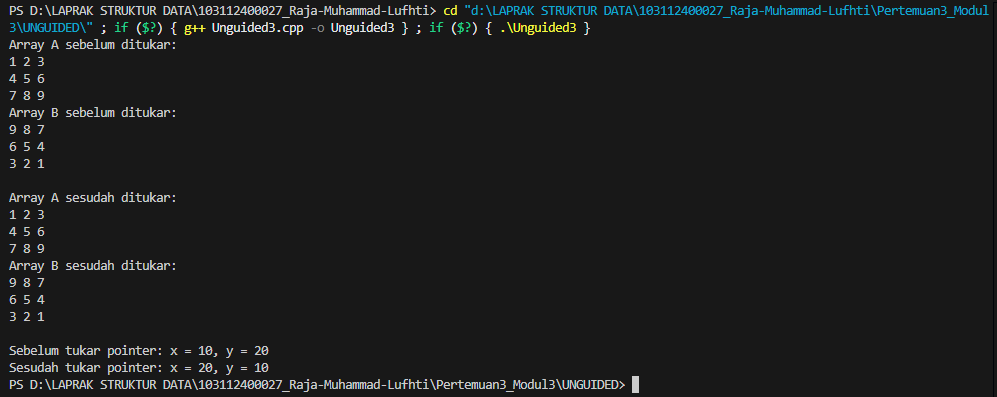 PS D:\LAPRAK STRUKTUR DATA\103112400027_Raja-Muhammad-Lufhti> cd "d:\LAPRAK STRUKTUR DATA\103112400027_Raja-Muhammad-Lufhti\Pertemuan3_Modul
3\UNGUIDED\" ; if ($?) { g++ Unguided3.cpp -o Unguided3 } ; if ($?) { .\Unguided3 }
Array A sebelum ditukar:
1 2 3
4 5 6
7 8 9
Array B sebelum ditukar:
9 8 7
6 5 4
3 2 1

Array A sesudah ditukar:
1 2 3
4 5 6
7 8 9
Array B sesudah ditukar:
9 8 7
6 5 4
3 2 1

Sebelum tukar pointer: x = 10, y = 20
Sesudah tukar pointer: x = 20, y = 10
PS D:\LAPRAK STRUKTUR DATA\103112400027_Raja-Muhammad-Lufhti\Pertemuan3_Modul3\UNGUIDED>